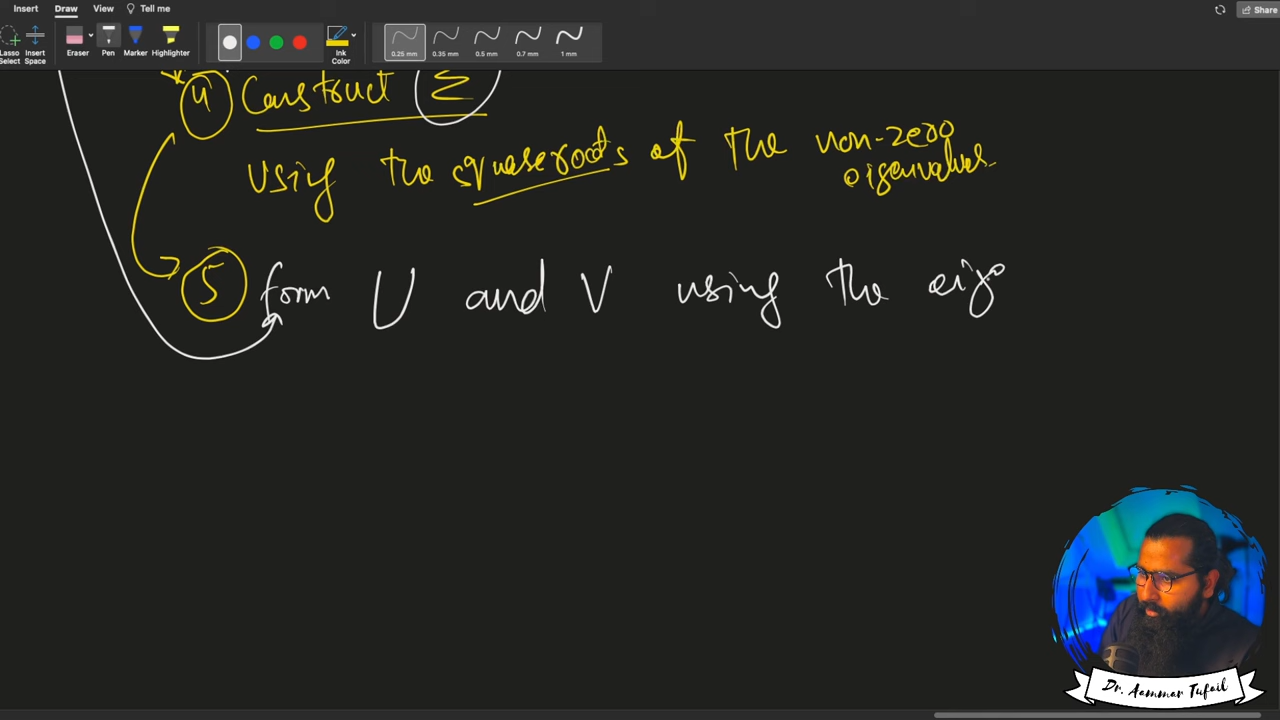 Insert Draw View Tell me
Share
Lasso Select
Insert Space
Eraser
Pen
Marker
Highlighter
Ink Color
0.25 mm 0.35 mm 0.5 mm 0.7 mm 1 mm
4 Construct Σ
using the squareroots of the non-zero
eigenvalues
5 form U and V using the eig
Dr. Aammar Tufail